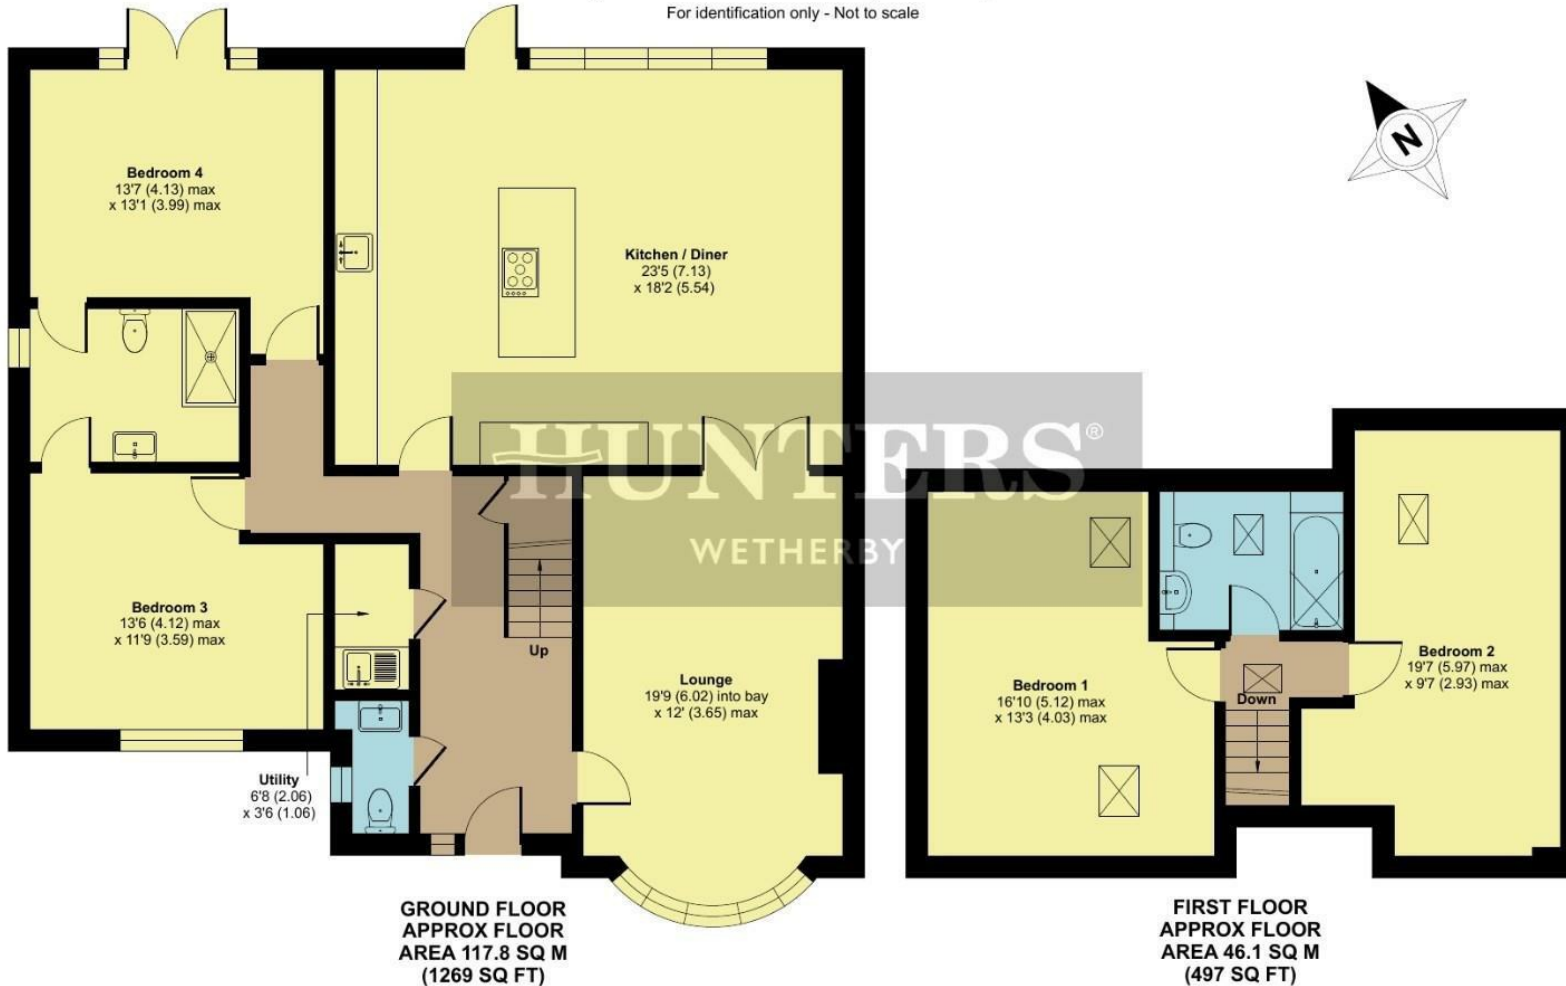 For identification only - Not to scale
N
Bedroom 4
13'7 (4.13) max
x 13'1 (3.99) max
Kitchen / Diner
23'5 (7.13)
x 18'2 (5.54)
HUNTERS®
WETHERBY
Bedroom 3
13'6 (4.12) max
x 11'9 (3.59) max
Up
Lounge
19'9 (6.02) into bay
x 12' (3.65) max
Utility
6'8 (2.06)
x 3'6 (1.06)
Bedroom 1
16'10 (5.12) max
x 13'3 (4.03) max
Down
Bedroom 2
19'7 (5.97) max
x 9'7 (2.93) max
GROUND FLOOR
APPROX FLOOR
AREA 117.8 SQ M
(1269 SQ FT)
FIRST FLOOR
APPROX FLOOR
AREA 46.1 SQ M
(497 SQ FT)